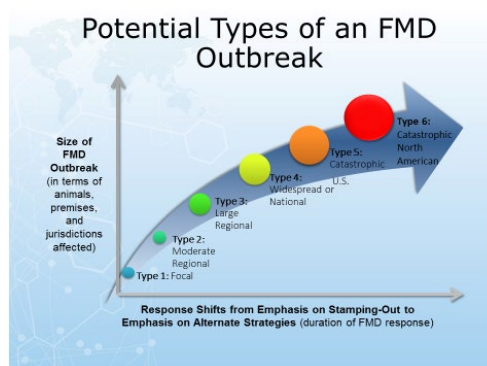 Potential Types of an FMD
Outbreak
Size of
FMD
Outbreak
(in terms of
animals,
premises,
and
jurisdictions
affected)
Type 6:
Catastrophic
North
American
Type 5:
Catastrophic
U.S.
Type 4:
Widespread or
National
Type 3:
Large
Regional
Type 2:
Moderate
Regional
Type 1: Focal
Response Shifts from Emphasis on Stamping-Out to
Emphasis on Alternate Strategies (duration of FMD response)